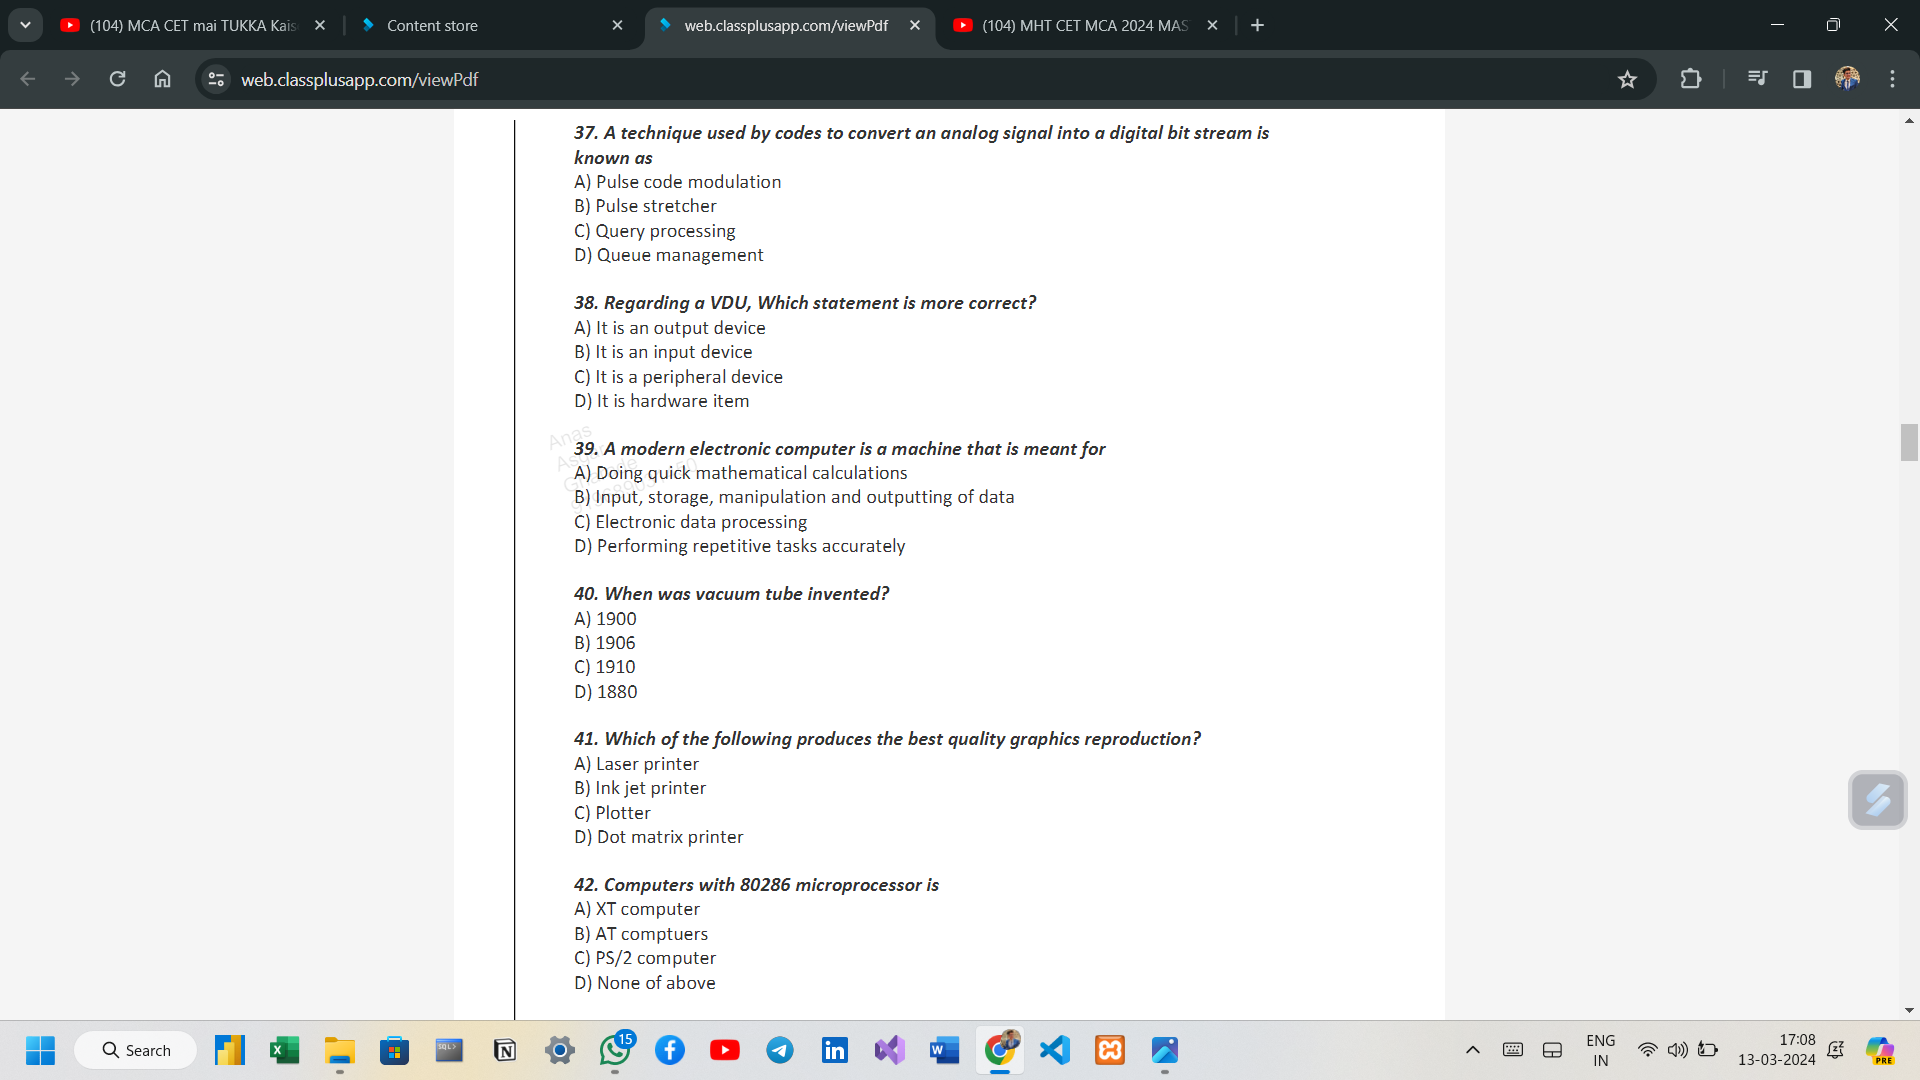 (104) MCA CET mai TUKKA Kais
Content store
web.classplusapp.com/viewPdf
(104) MHT CET MCA 2024 MAS
web.classplusapp.com/viewPdf
37. A technique used by codes to convert an analog signal into a digital bit stream is
known as
A) Pulse code modulation
B) Pulse stretcher
C) Query processing
D) Queue management
38. Regarding a VDU, Which statement is more correct?
A) It is an output device
B) It is an input device
C) It is a peripheral device
D) It is hardware item
Anas
39. A modern electronic computer is a machine that is meant for
A) Doing quick mathematical calculations
B) Input, storage, manipulation and outputting of data
C) Electronic data processing
D) Performing repetitive tasks accurately
40. When was vacuum tube invented?
A) 1900
B) 1906
C) 1910
D) 1880
41. Which of the following produces the best quality graphics reproduction?
A) Laser printer
B) Ink jet printer
C) Plotter
D) Dot matrix printer
42. Computers with 80286 microprocessor is
A) XT computer
B) AT comptuers
C) PS/2 computer
D) None of above
Search
SQL>
15
ENG
IN
17:08
13-03-2024
PRE